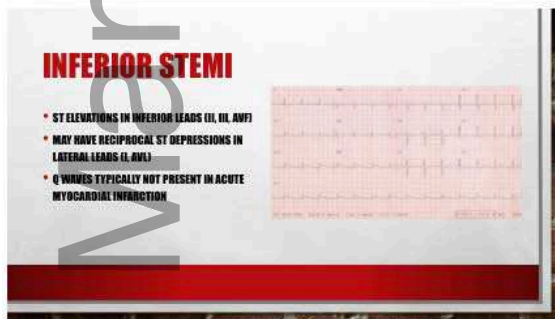 INFERIOR STEMI
• ST ELEVATIONS IN INFERIOR LEADS (II, III, AVF)
• MAY HAVE RECIPROCAL ST DEPRESSIONS IN
LATERAL LEADS (I, AVL)
• Q WAVES TYPICALLY NOT PRESENT IN ACUTE
MYOCARDIAL INFARCTION